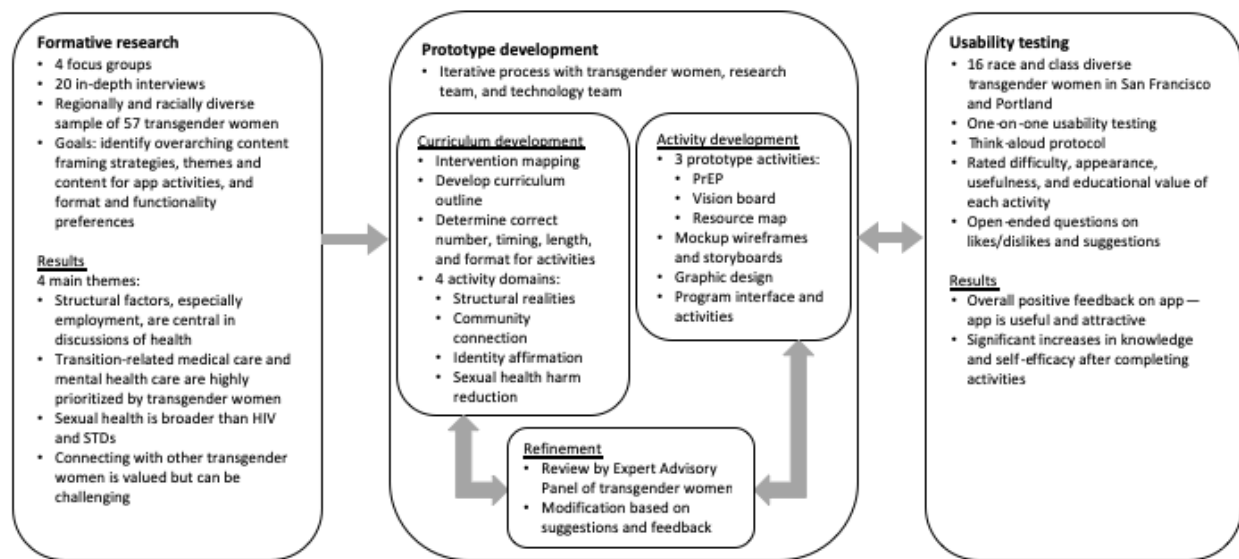 Formative research
• 4 focus groups
• 20 in-depth interviews
• Regionally and racially diverse
sample of 57 transgender women
• Goals: identify overarching content
framing strategies, themes and
content for app activities, and
format and functionality
preferences
Results
4 main themes:
• Structural factors, especially
employment, are central in
discussions of health
• Transition-related medical care and
mental health care are highly
prioritized by transgender women
• Sexual health is broader than HIV
and STDs
• Connecting with other transgender
women is valued but can be
challenging
Prototype development
• Iterative process with transgender women, research
team, and technology team
Curriculum development
• Intervention mapping
• Develop curriculum
outline
• Determine correct
number, timing, length,
and format for activities
• 4 activity domains:
• Structural realities
• Community
connection
• Identity affirmation
• Sexual health harm
reduction
Activity development
• 3 prototype activities:
• PrEP
• Vision board
• Resource map
• Mockup wireframes
and storyboards
• Graphic design
• Program interface and
activities
Refinement
• Review by Expert Advisory
Panel of transgender women
• Modification based on
suggestions and feedback
Usability testing
• 16 race and class diverse
transgender women in San Francisco
and Portland
• One-on-one usability testing
• Think-aloud protocol
• Rated difficulty, appearance,
usefulness, and educational value of
each activity
• Open-ended questions on
likes/dislikes and suggestions
Results
• Overall positive feedback on app—
app is useful and attractive
• Significant increases in knowledge
and self-efficacy after completing
activities